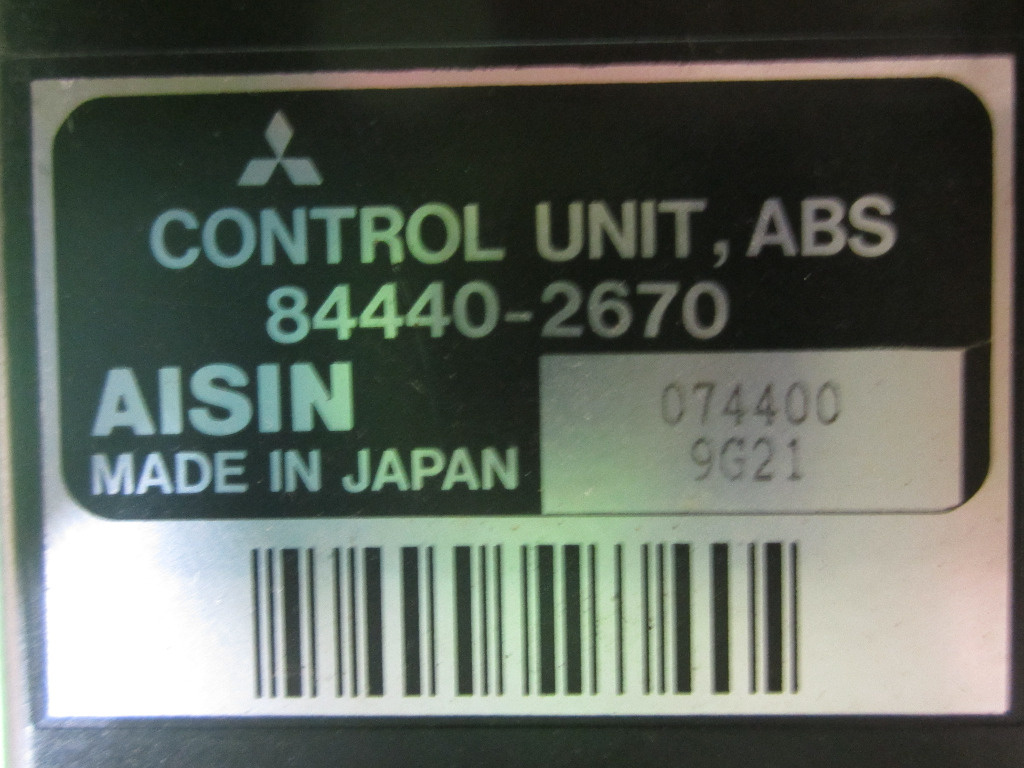 CONTROL UNIT, ABS
84440-2670
AISIN
MADE IN JAPAN
074400
9G21